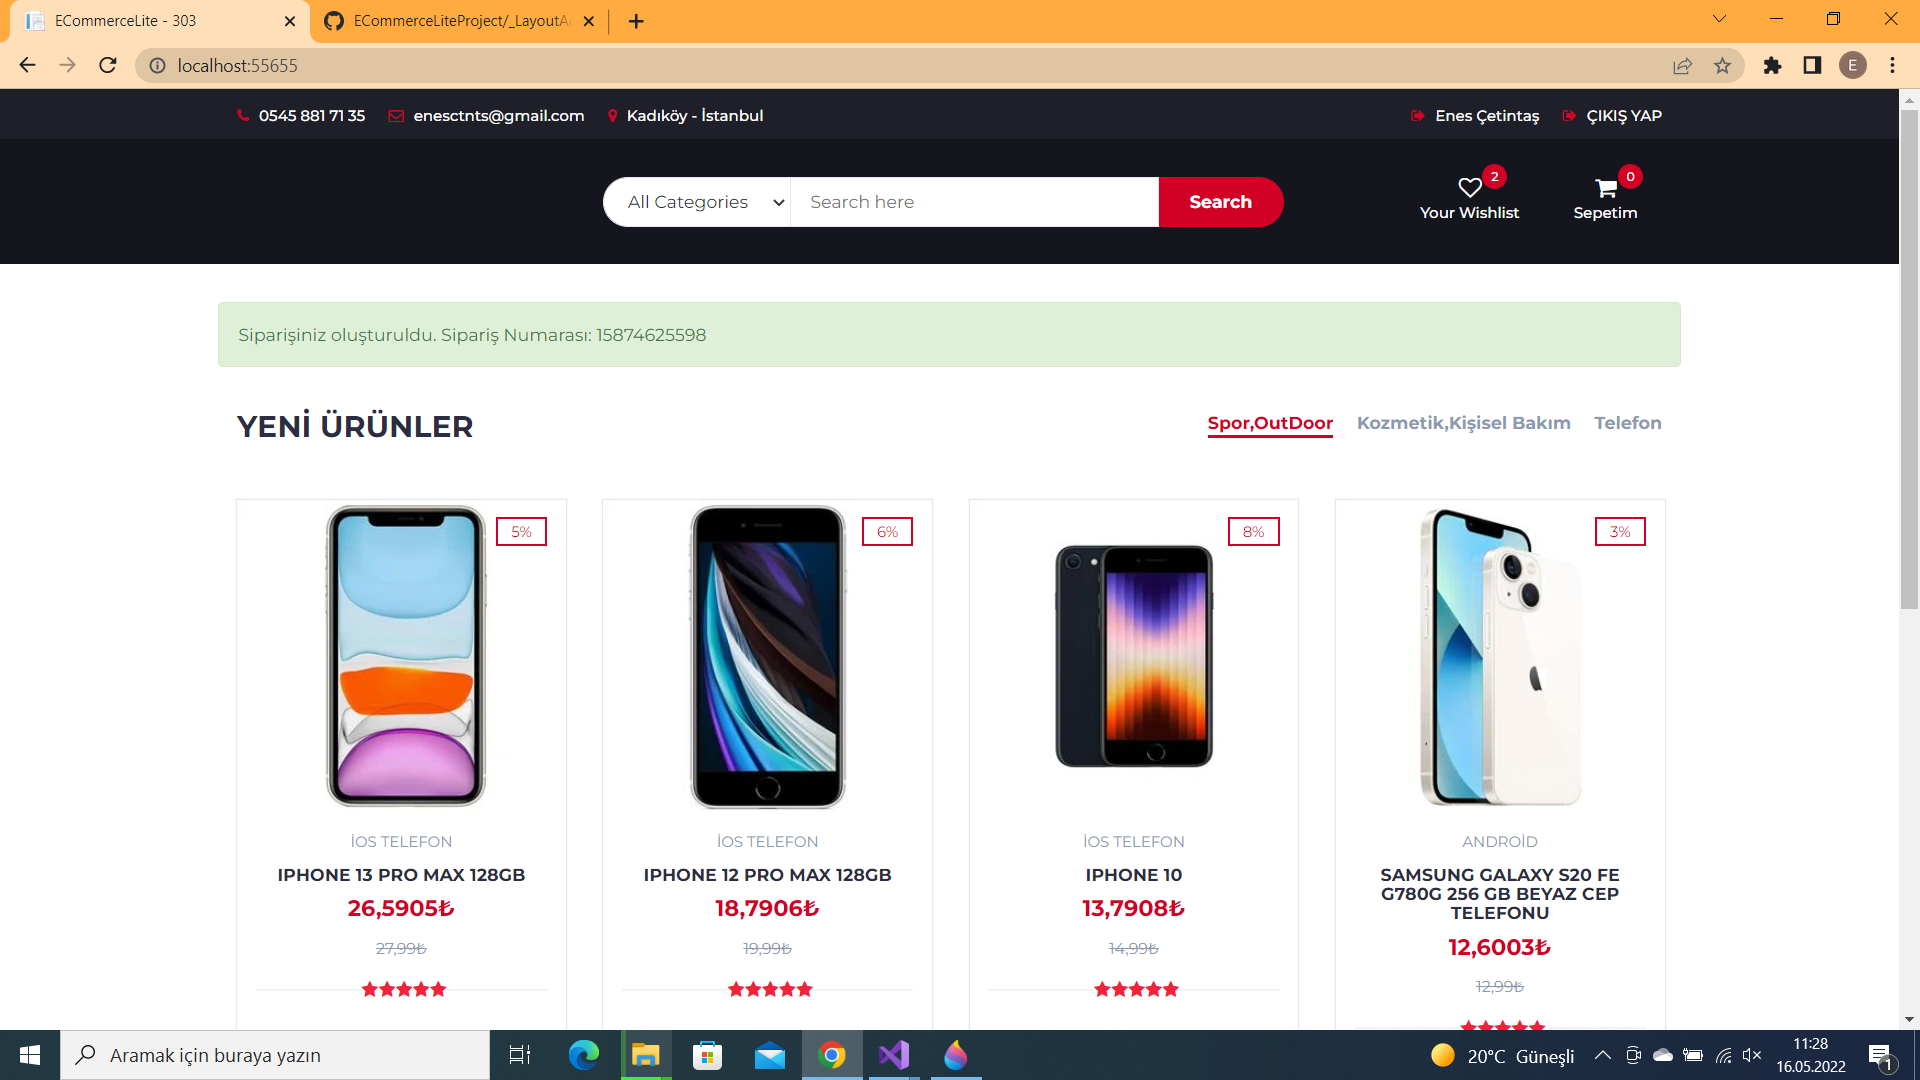 ECommerceLite - 303
ECommerceLiteProject/_LayoutA
localhost:55655
E
0545 881 71 35
enesctnts@gmail.com
Kadıköy - İstanbul
Enes Çetintaş
ÇIKIŞ YAP
All Categories
Search here
Search
2
Your Wishlist
0
Sepetim
Siparişiniz oluşturuldu. Sipariş Numarası: 15874625598
YENİ ÜRÜNLER
Spor,OutDoor
Kozmetik,Kişisel Bakım
Telefon
5%
İOS TELEFON
IPHONE 13 PRO MAX 128GB
26,5905₺
27,99₺
6%
İOS TELEFON
IPHONE 12 PRO MAX 128GB
18,7906₺
19,99₺
8%
İOS TELEFON
IPHONE 10
13,7908₺
14,99₺
3%
ANDROİD
SAMSUNG GALAXY S20 FE
G780G 256 GB BEYAZ CEP
TELEFONU
12,6003₺
12,99₺
Aramak için buraya yazın
20°C Güneşli
11:28
16.05.2022
1